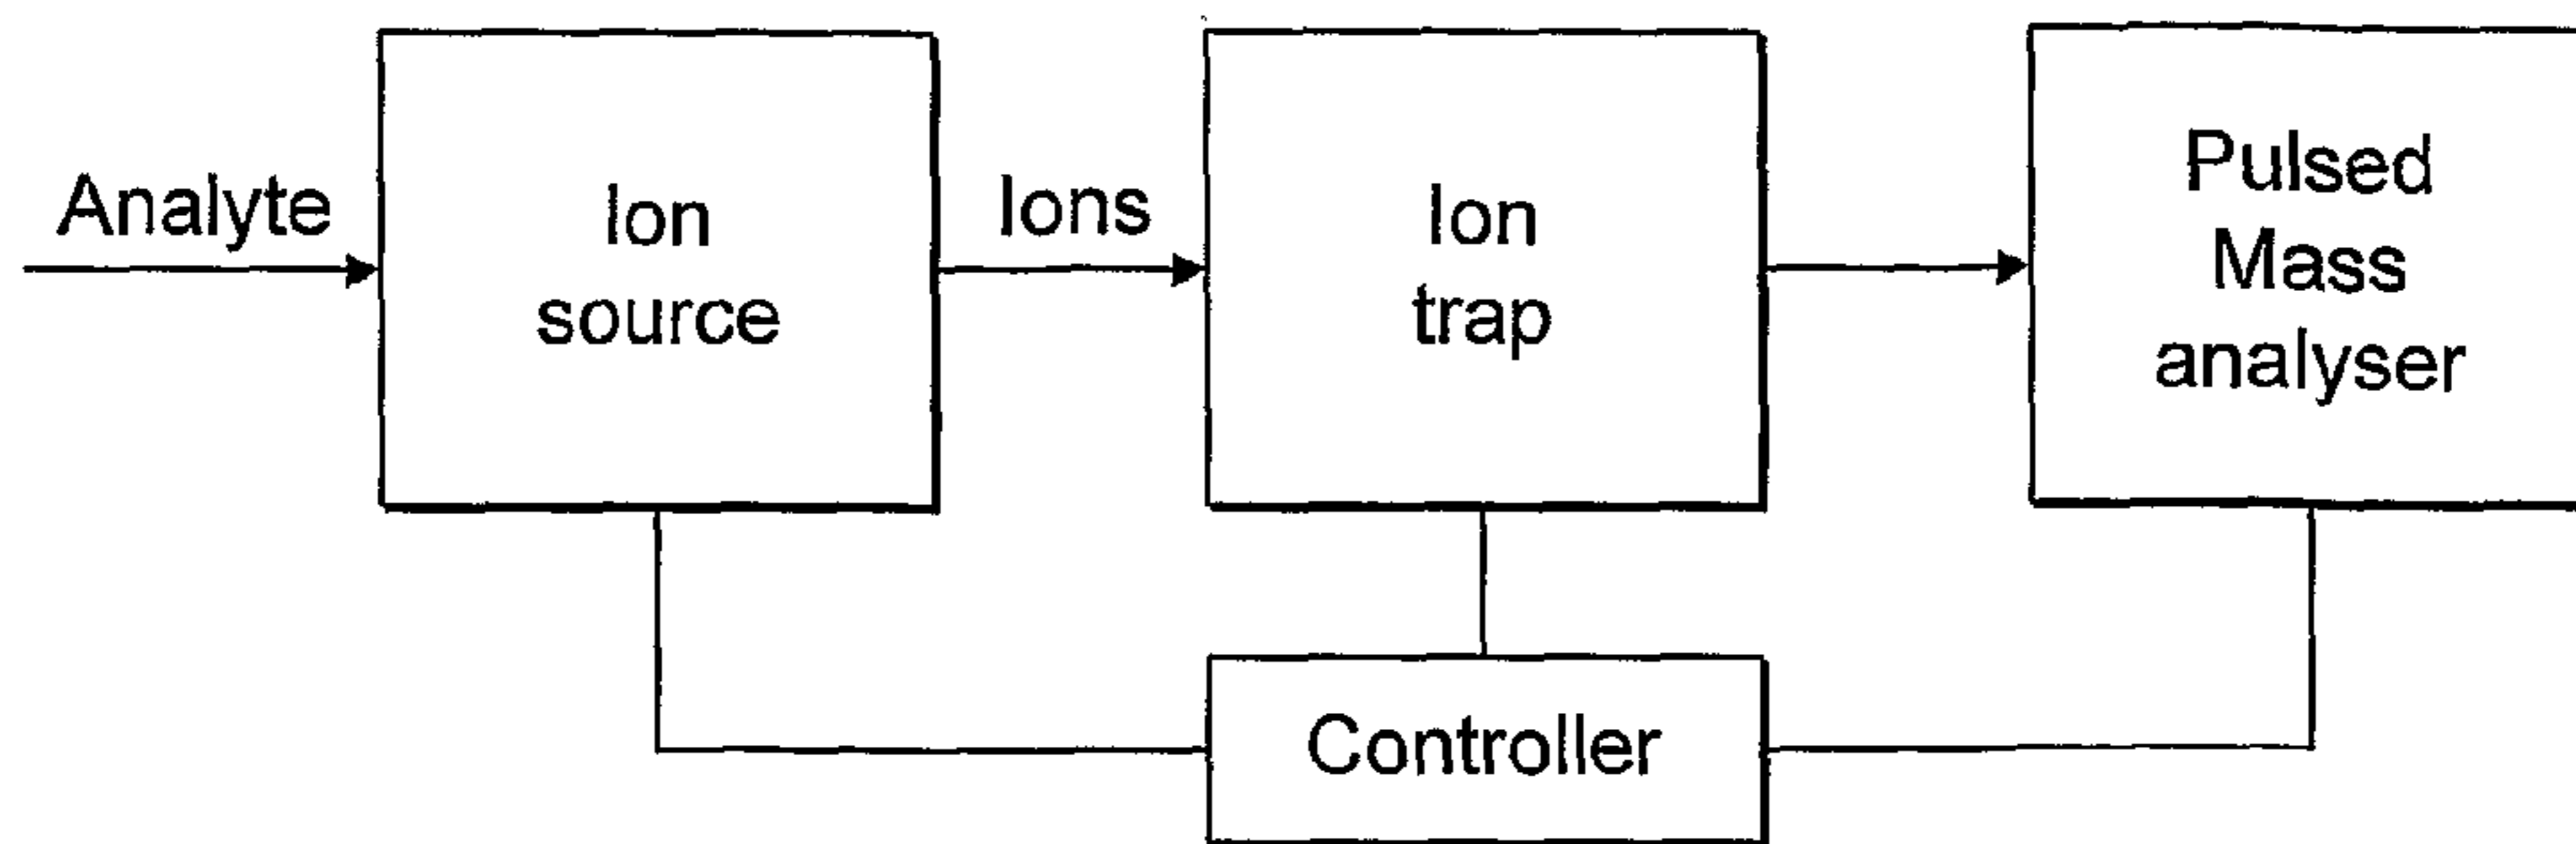 Analyte
Ion
source
Ions
Ion
trap
Pulsed
Mass
analyser
Controller